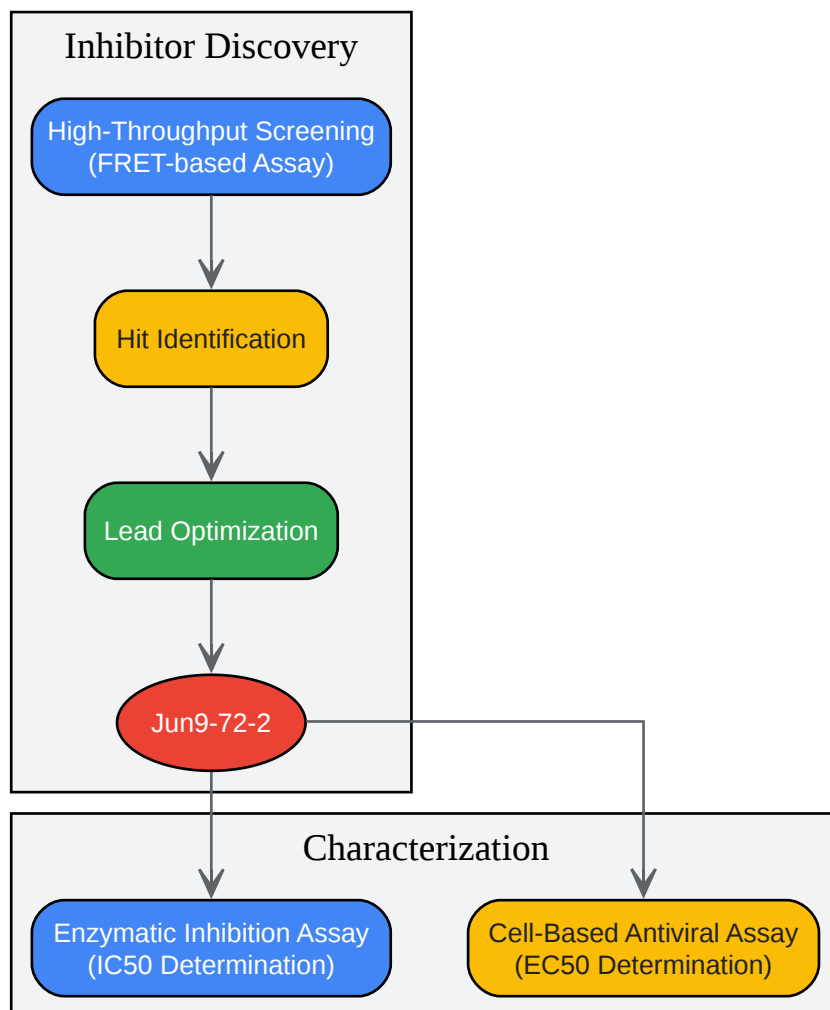 Inhibitor Discovery
High-Throughput Screening
(FRET-based Assay)
Hit Identification
Lead Optimization
Jun9-72-2
Characterization
Enzymatic Inhibition Assay
(IC50 Determination)
Cell-Based Antiviral Assay
(EC50 Determination)